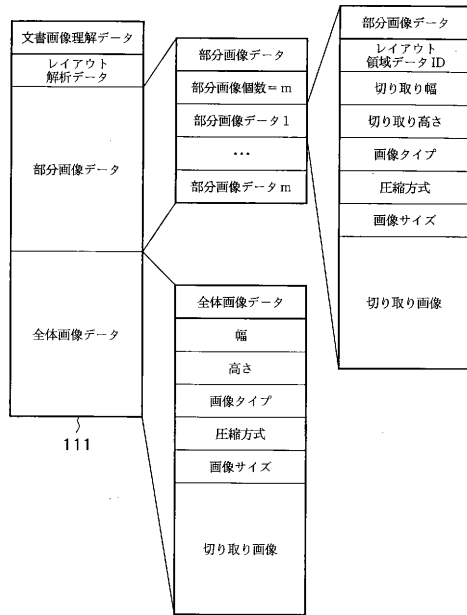 文書画像理解データ
レイアウト
解析データ
部分画像データ
全体画像データ
111
部分画像データ
部分画像個数=m
部分画像データ1
…
部分画像データm
部分画像データ
レイアウト
領域データID
切り取り幅
切り取り高さ
画像タイプ
圧縮方式
画像サイズ
切り取り画像
全体画像データ
幅
高さ
画像タイプ
圧縮方式
画像サイズ
切り取り画像